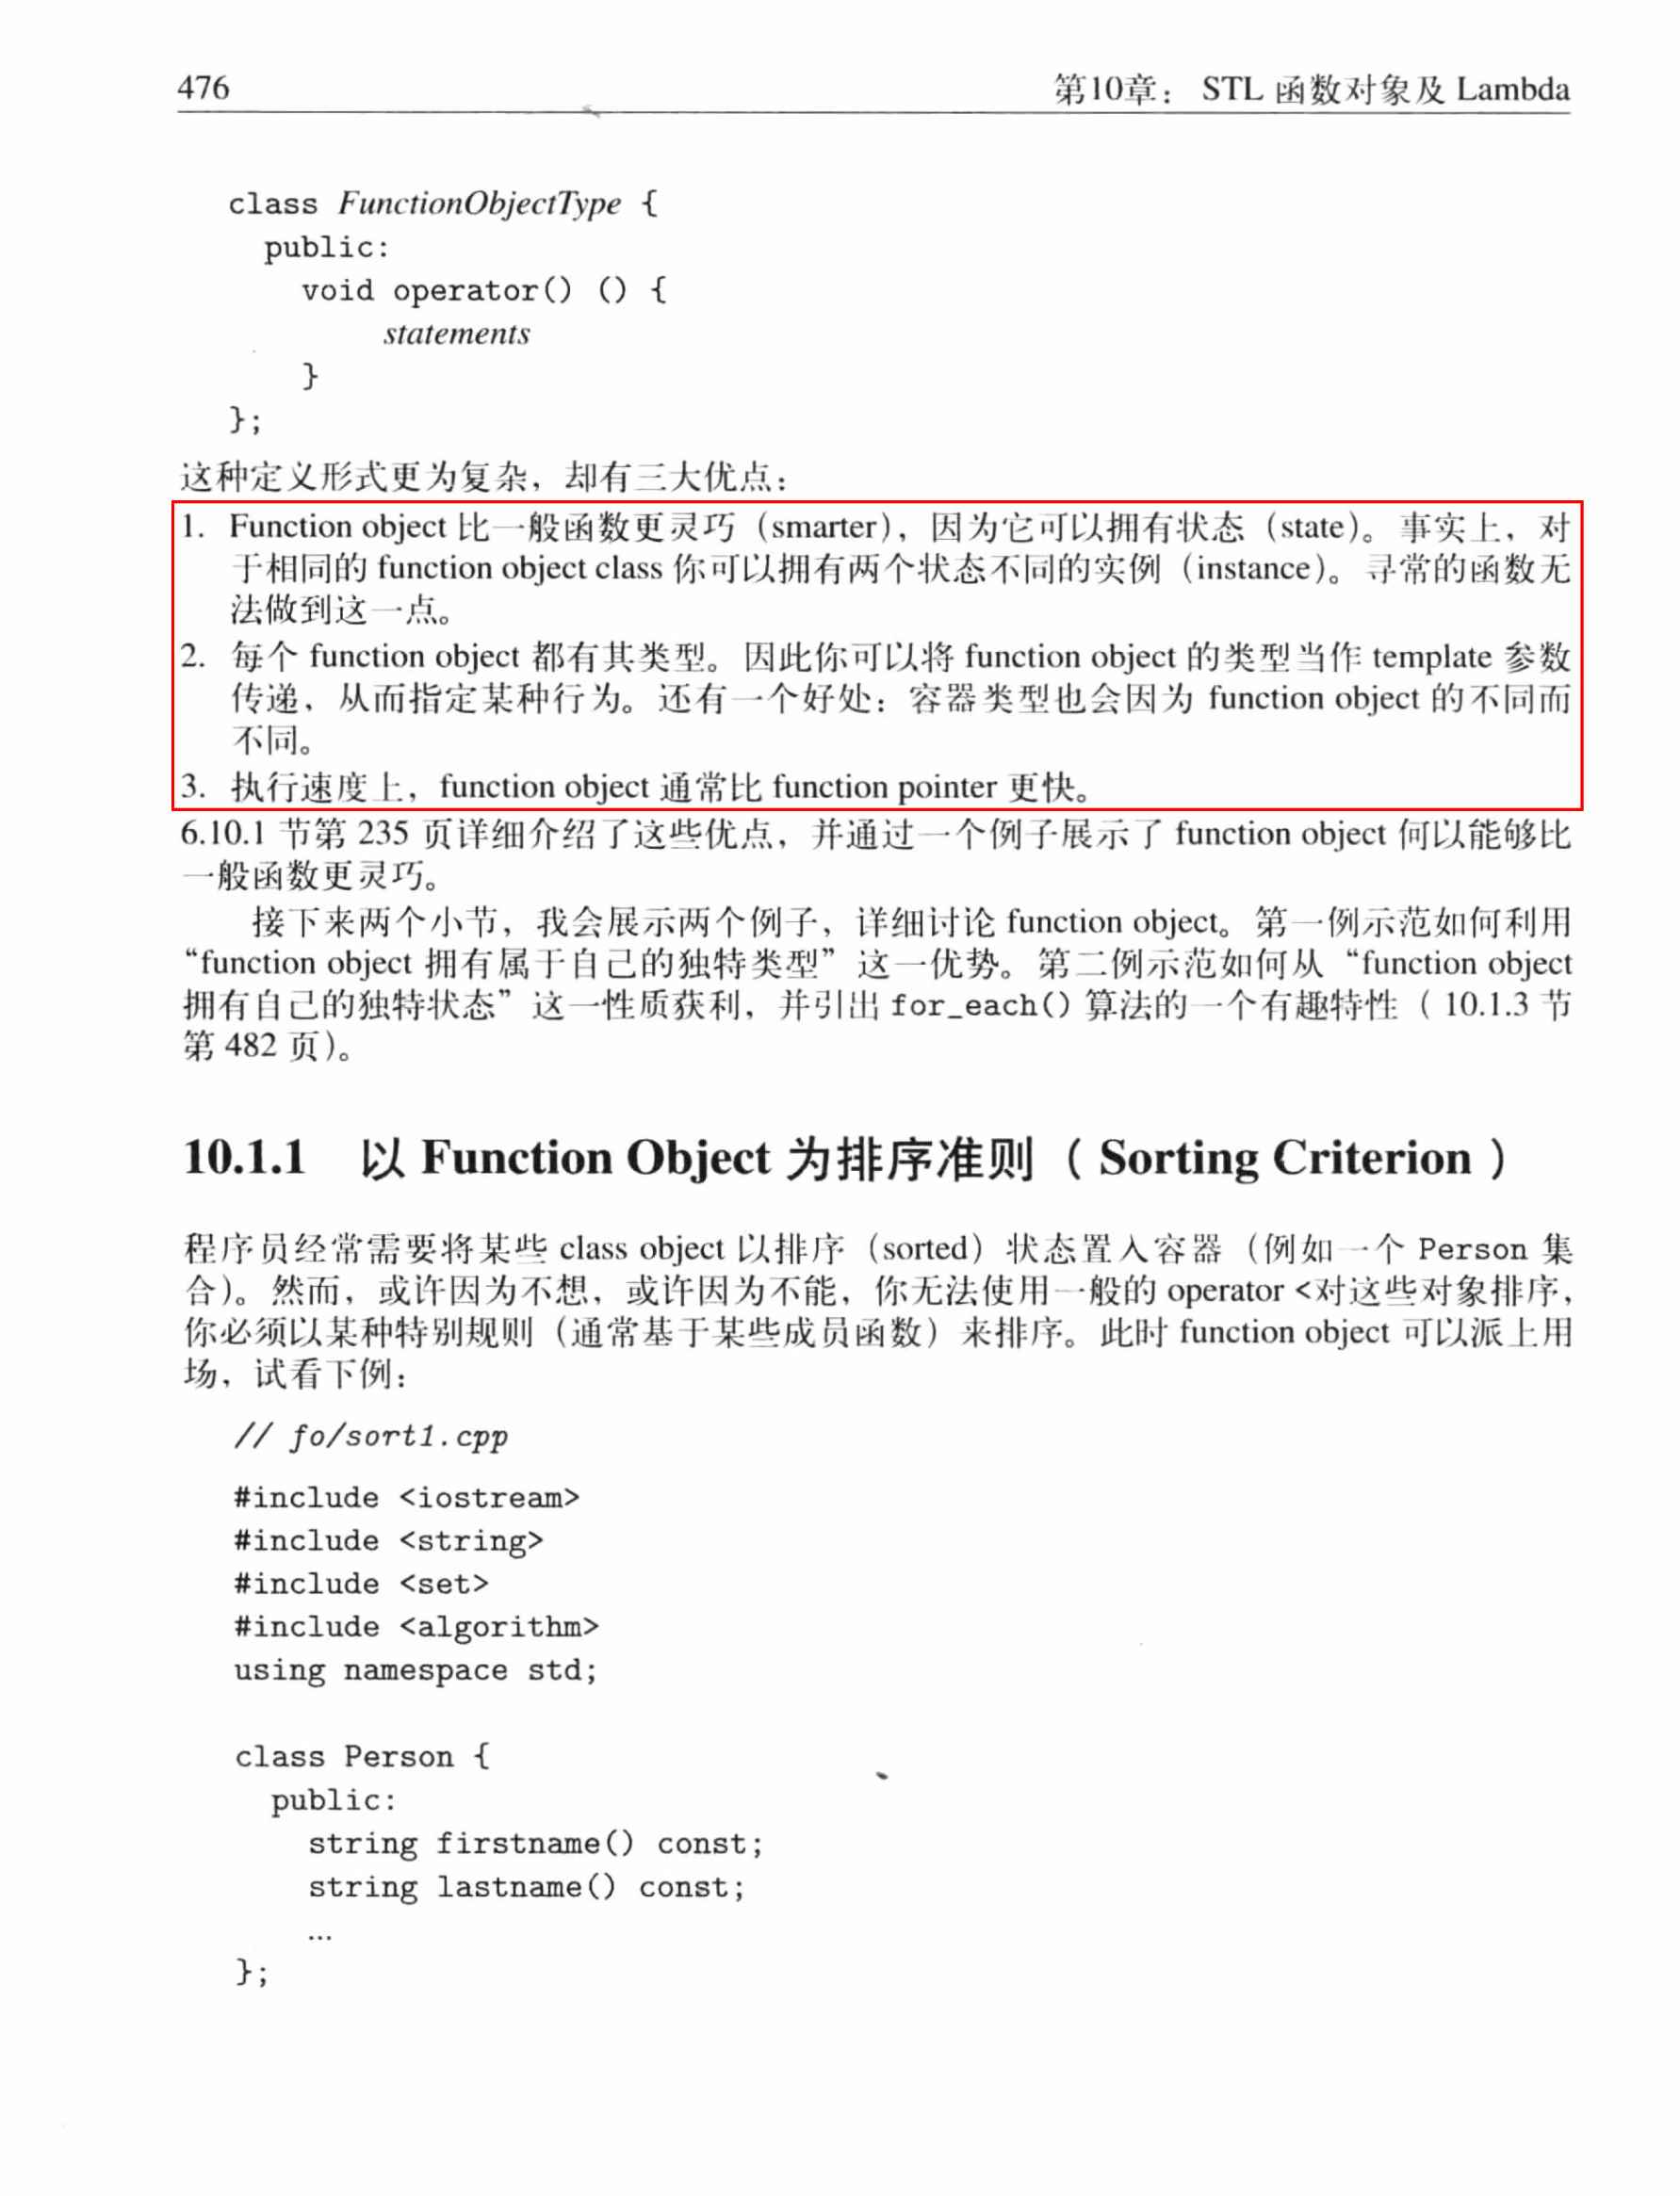 476
第10章： STL 函数对象及 Lambda
class FunctionObjectType {
public:
void operator() () {
statements
}
};
这种定义形式更为复杂，却有三大优点：
1. Function object 比一般函数更灵巧（smarter），因为它可以拥有状态（state）。事实上，对
于相同的 function object class 你可以拥有两个状态不同的实例（instance）。寻常的函数无
法做到这一点。
2. 每个 function object 都有其类型。因此你可以将 function object 的类型当作 template 参数
传递，从而指定某种行为。还有一个好处：容器类型也会因为 function object 的不同而
不同。
3. 执行速度上，function object 通常比 function pointer 更快。
6.10.1 节第 235 页详细介绍了这些优点，并通过一个例子展示了 function object 何以能够比
一般函数更灵巧。
接下来两个小节，我会展示两个例子，详细讨论 function object。第一例示范如何利用
“function object 拥有属于自己的独特类型”这一优势。第二例示范如何从“function object
拥有自己的独特状态”这一性质获利，并引出 for_each() 算法的一个有趣特性（ 10.1.3 节
第 482 页）。
10.1.1 以 Function Object 为排序准则（ Sorting Criterion ）
程序员经常需要将某些 class object 以排序（sorted）状态置入容器（例如一个 Person 集
合）。然而，或许因为不想，或许因为不能，你无法使用一般的 operator <对这些对象排序，
你必须以某种特别规则（通常基于某些成员函数）来排序。此时 function object 可以派上用
场，试看下例：
// fo/sort1.cpp
#include <iostream>
#include <string>
#include <set>
#include <algorithm>
using namespace std;
class Person {
public:
string firstname() const;
string lastname() const;
...
};